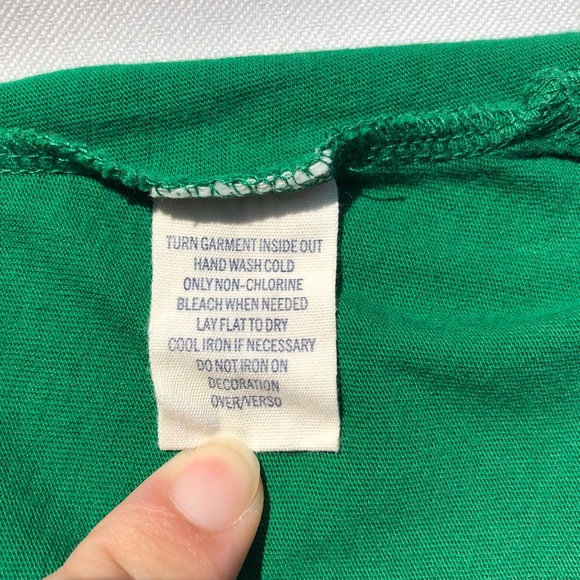 TURN GARMENT INSIDE OUT
HAND WASH COLD
ONLY NON-CHLORINE
BLEACH WHEN NEEDED
LAY FLAT TO DRY
COOL IRON IF NECESSARY
DO NOT IRON ON
DECORATION
OVER/VERSO